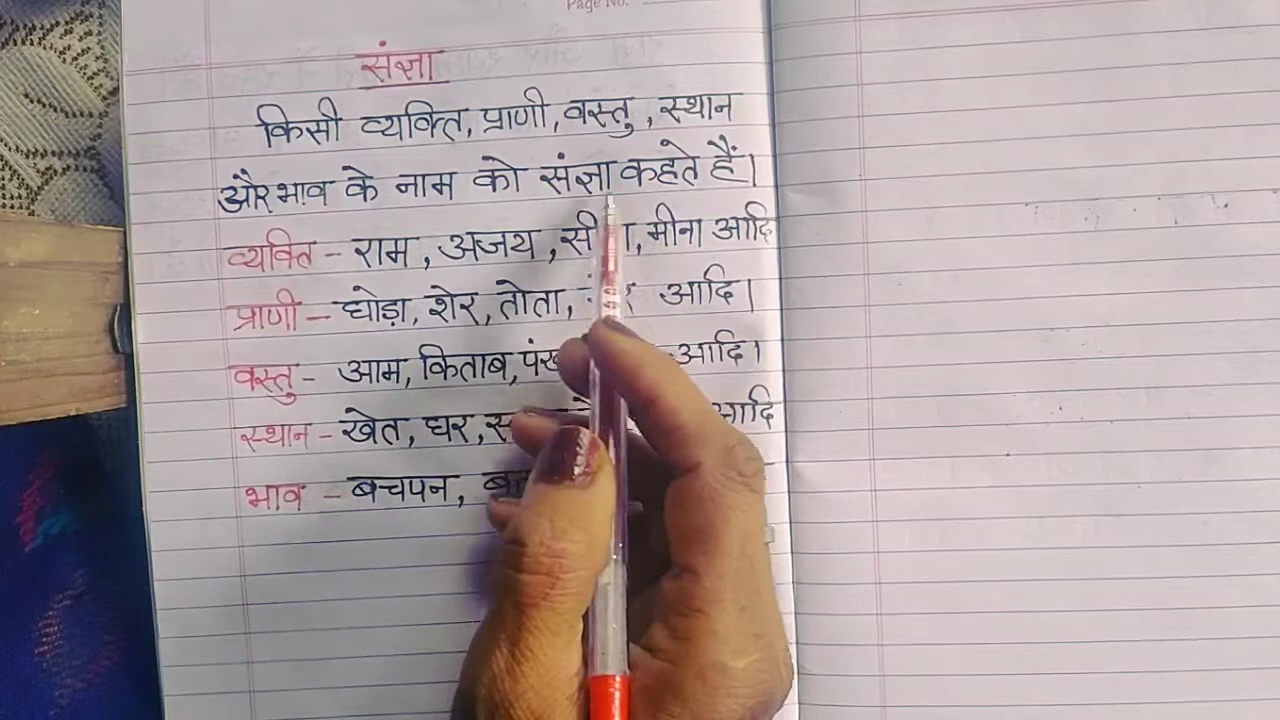 Page No.
संज्ञा
किसी व्यक्ति, प्राणी, वस्तु, स्थान
और भाव के नाम को संज्ञा कहते हैं।
व्यक्ति - राम, अजय, मीना आदि
प्राणी - घोड़ा, शेर, तोता, आदि।
वस्तु - आम, किताब, आदि।
स्थान - खेत, घर, आदि
भाव - बचपन,